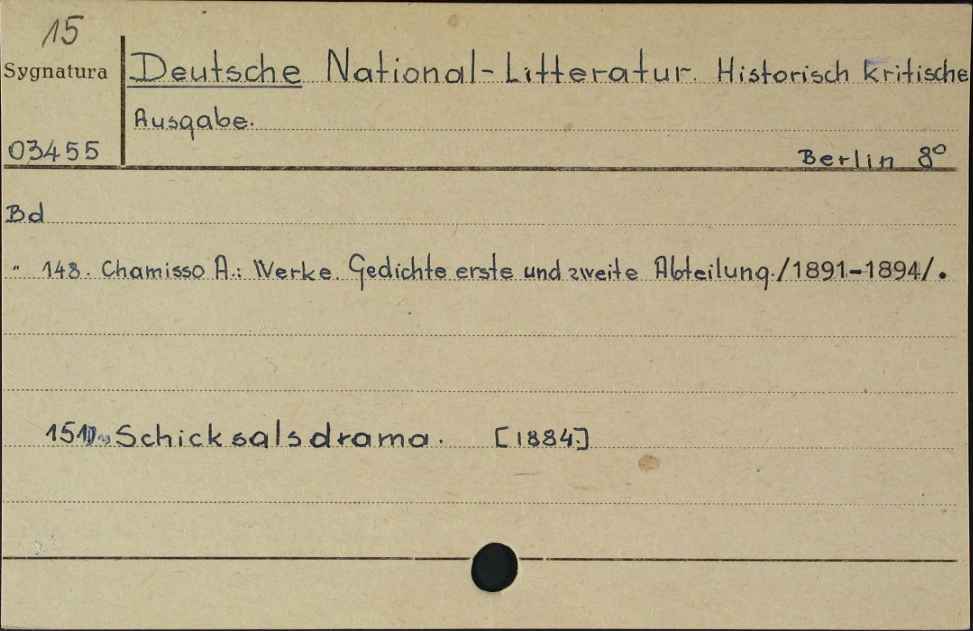 15
Sygnatura
Deutsche National-Litteratur. Historisch kritische
Ausgabe.
03455
Berlin 8°
Bd
" 148. Chamisso A.: Werke. Gedichte erste und zweite Abteilung./1891-1894/.
151. Schicksalsdrama. [1884]